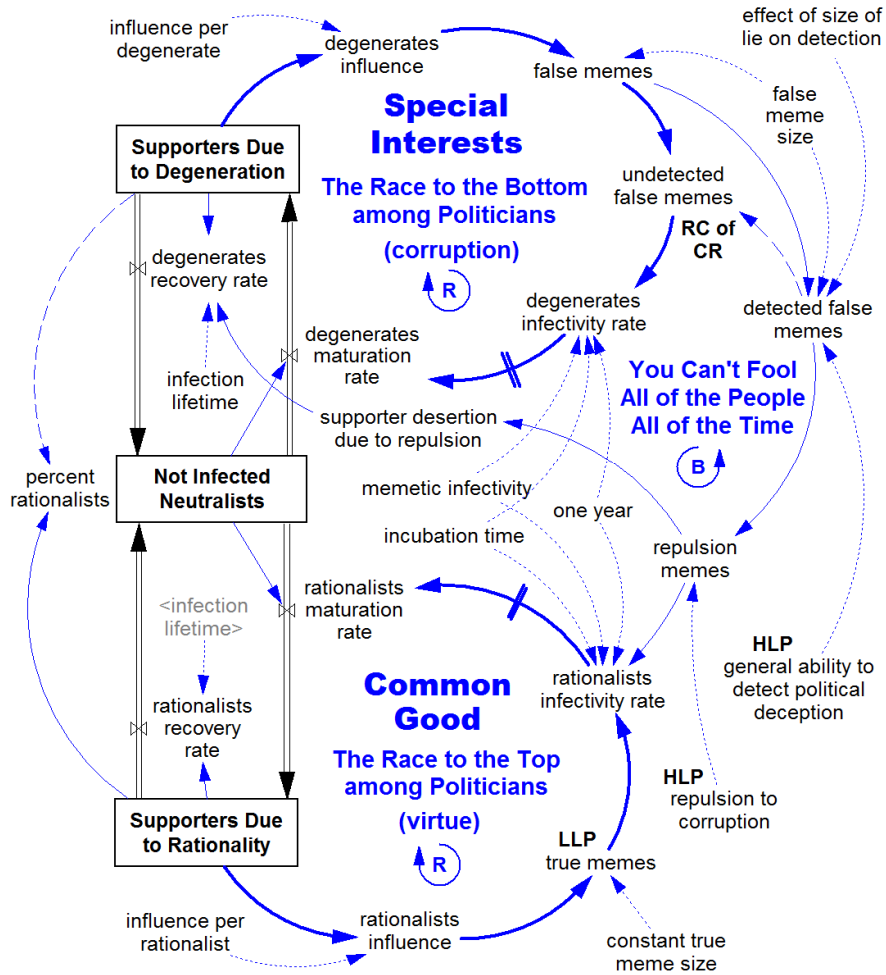 influence per
degenerate
degenerates
influence
false memes
effect of size of
lie on detection
false
meme
size
Special
Interests
The Race to the Bottom
among Politicians
(corruption)
R
Supporters Due
to Degeneration
undetected
false memes
RC of
CR
degenerates
recovery rate
degenerates
infectivity rate
detected false
memes
degenerates
maturation
rate
infection
lifetime
You Can't Fool
All of the People
All of the Time
B
supporter desertion
due to repulsion
percent
rationalists
Not Infected
Neutralists
memetic infectivity
one year
incubation time
repulsion
memes
rationalists
maturation
rate
<infection
lifetime>
HLP
general ability to
detect political
deception
rationalists
infectivity rate
Common
Good
The Race to the Top
among Politicians
(virtue)
R
rationalists
recovery
rate
HLP
repulsion to
corruption
Supporters Due
to Rationality
LLP
true memes
influence per
rationalist
rationalists
influence
constant true
meme size